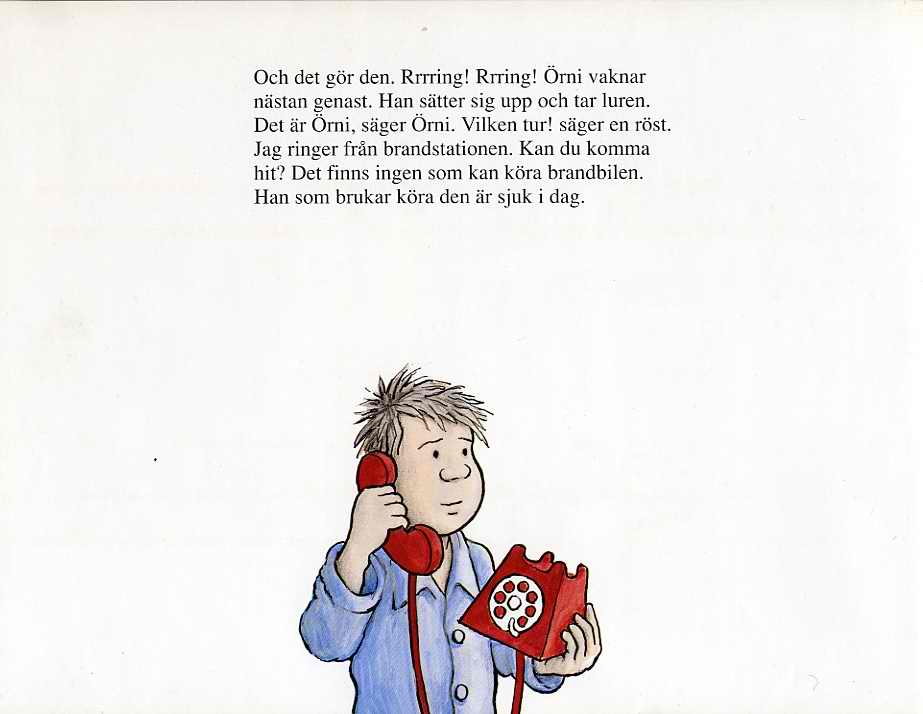 Och det gör den. Rrrring! Rrring! Örni vaknar
nästan genast. Han sätter sig upp och tar luren.
Det är Örni, säger Örni. Vilken tur! säger en röst.
Jag ringer från brandstationen. Kan du komma
hit? Det finns ingen som kan köra brandbilen.
Han som brukar köra den är sjuk i dag.